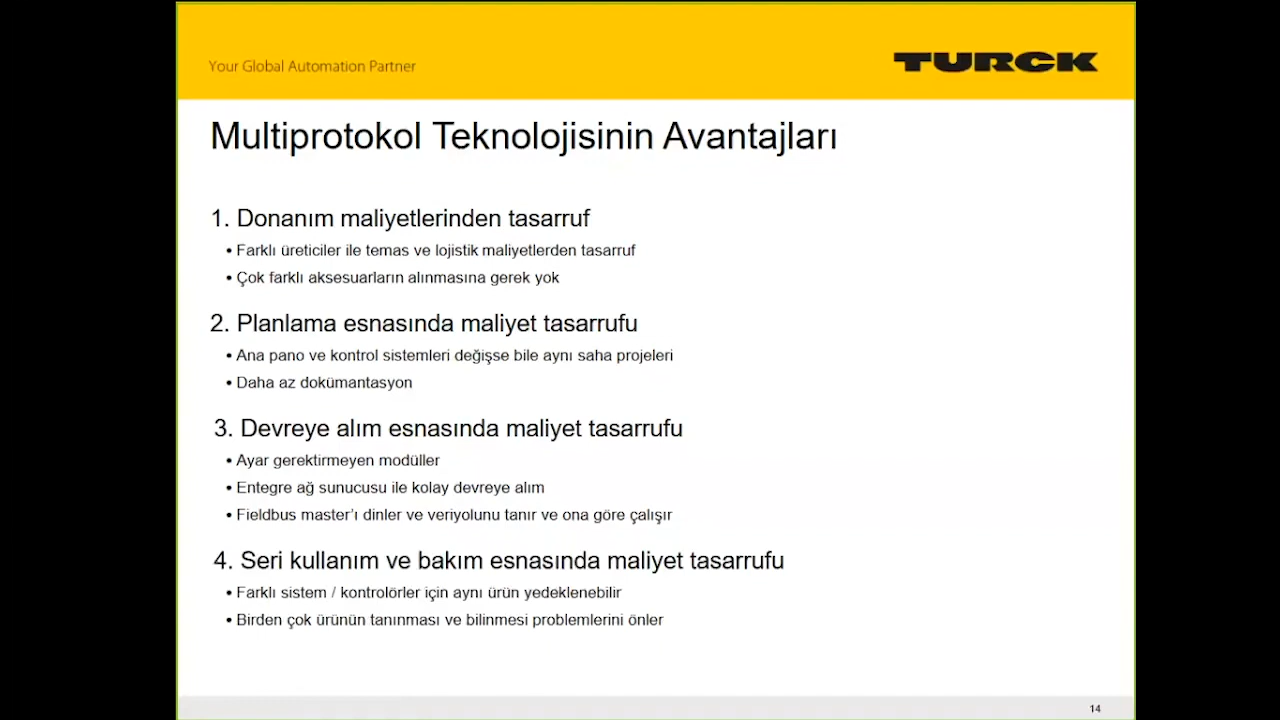 Your Global Automation Partner
TURCK
Multiprotokol Teknolojisinin Avantajları
1. Donanım maliyetlerinden tasarruf
• Farklı üreticiler ile temas ve lojistik maliyetlerden tasarruf
• Çok farklı aksesuarların alınmasına gerek yok
2. Planlama esnasında maliyet tasarrufu
• Ana pano ve kontrol sistemleri değişse bile aynı saha projeleri
• Daha az dokümantasyon
3. Devreye alım esnasında maliyet tasarrufu
• Ayar gerektirmeyen modüller
• Entegre ağ sunucusu ile kolay devreye alım
• Fieldbus master’ı dinler ve veriyolunu tanır ve ona göre çalışır
4. Seri kullanım ve bakım esnasında maliyet tasarrufu
• Farklı sistem / kontrolörler için aynı ürün yedeklenebilir
• Birden çok ürünün tanınması ve bilinmesi problemlerini önler
14